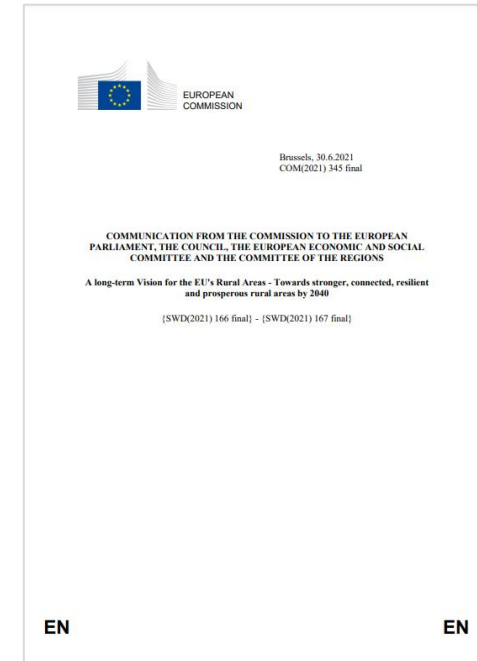 EUROPEAN
COMMISSION
Brussels, 30.6.2021
COM(2021) 345 final
COMMUNICATION FROM THE COMMISSION TO THE EUROPEAN
PARLIAMENT, THE COUNCIL, THE EUROPEAN ECONOMIC AND SOCIAL
COMMITTEE AND THE COMMITTEE OF THE REGIONS
A long-term Vision for the EU's Rural Areas - Towards stronger, connected, resilient
and prosperous rural areas by 2040
{SWD(2021) 166 final} - {SWD(2021) 167 final}
EN EN